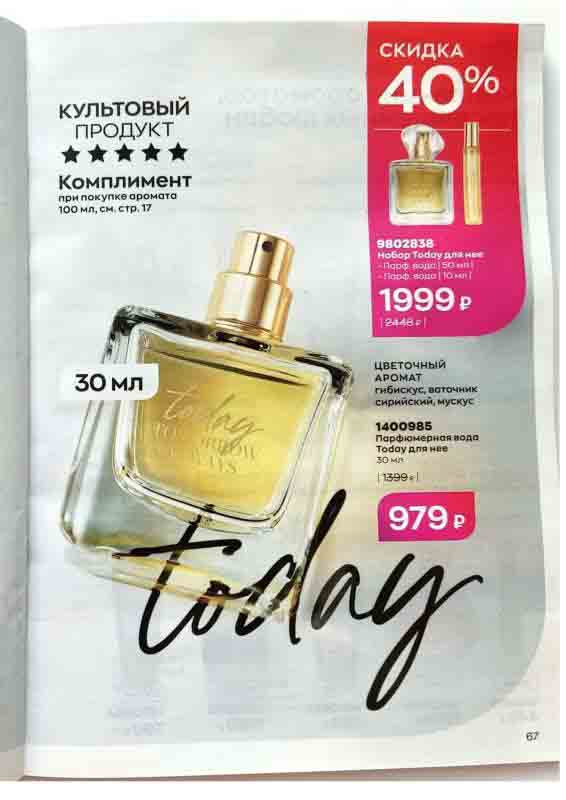 КУЛЬТОВЫЙ
ПРОДУКТ
★★★★★
Комплимент
при покупке аромата
100 мл, см. стр. 17
СКИДКА
40%
9802838
Набор Today для нее
- Парф. вода | 50 мл |
- Парф. вода | 10 мл |
1999 ₽
| 2448 ₽ |
30 МЛ
today
TOMORROW
ALWAYS
ЦВЕТОЧНЫЙ
АРОМАТ
гибискус, ваточник
сирийский, мускус
1400985
Парфюмерная вода
Today для нее
30 мл
| 1399 ₽ |
979 ₽
today
67